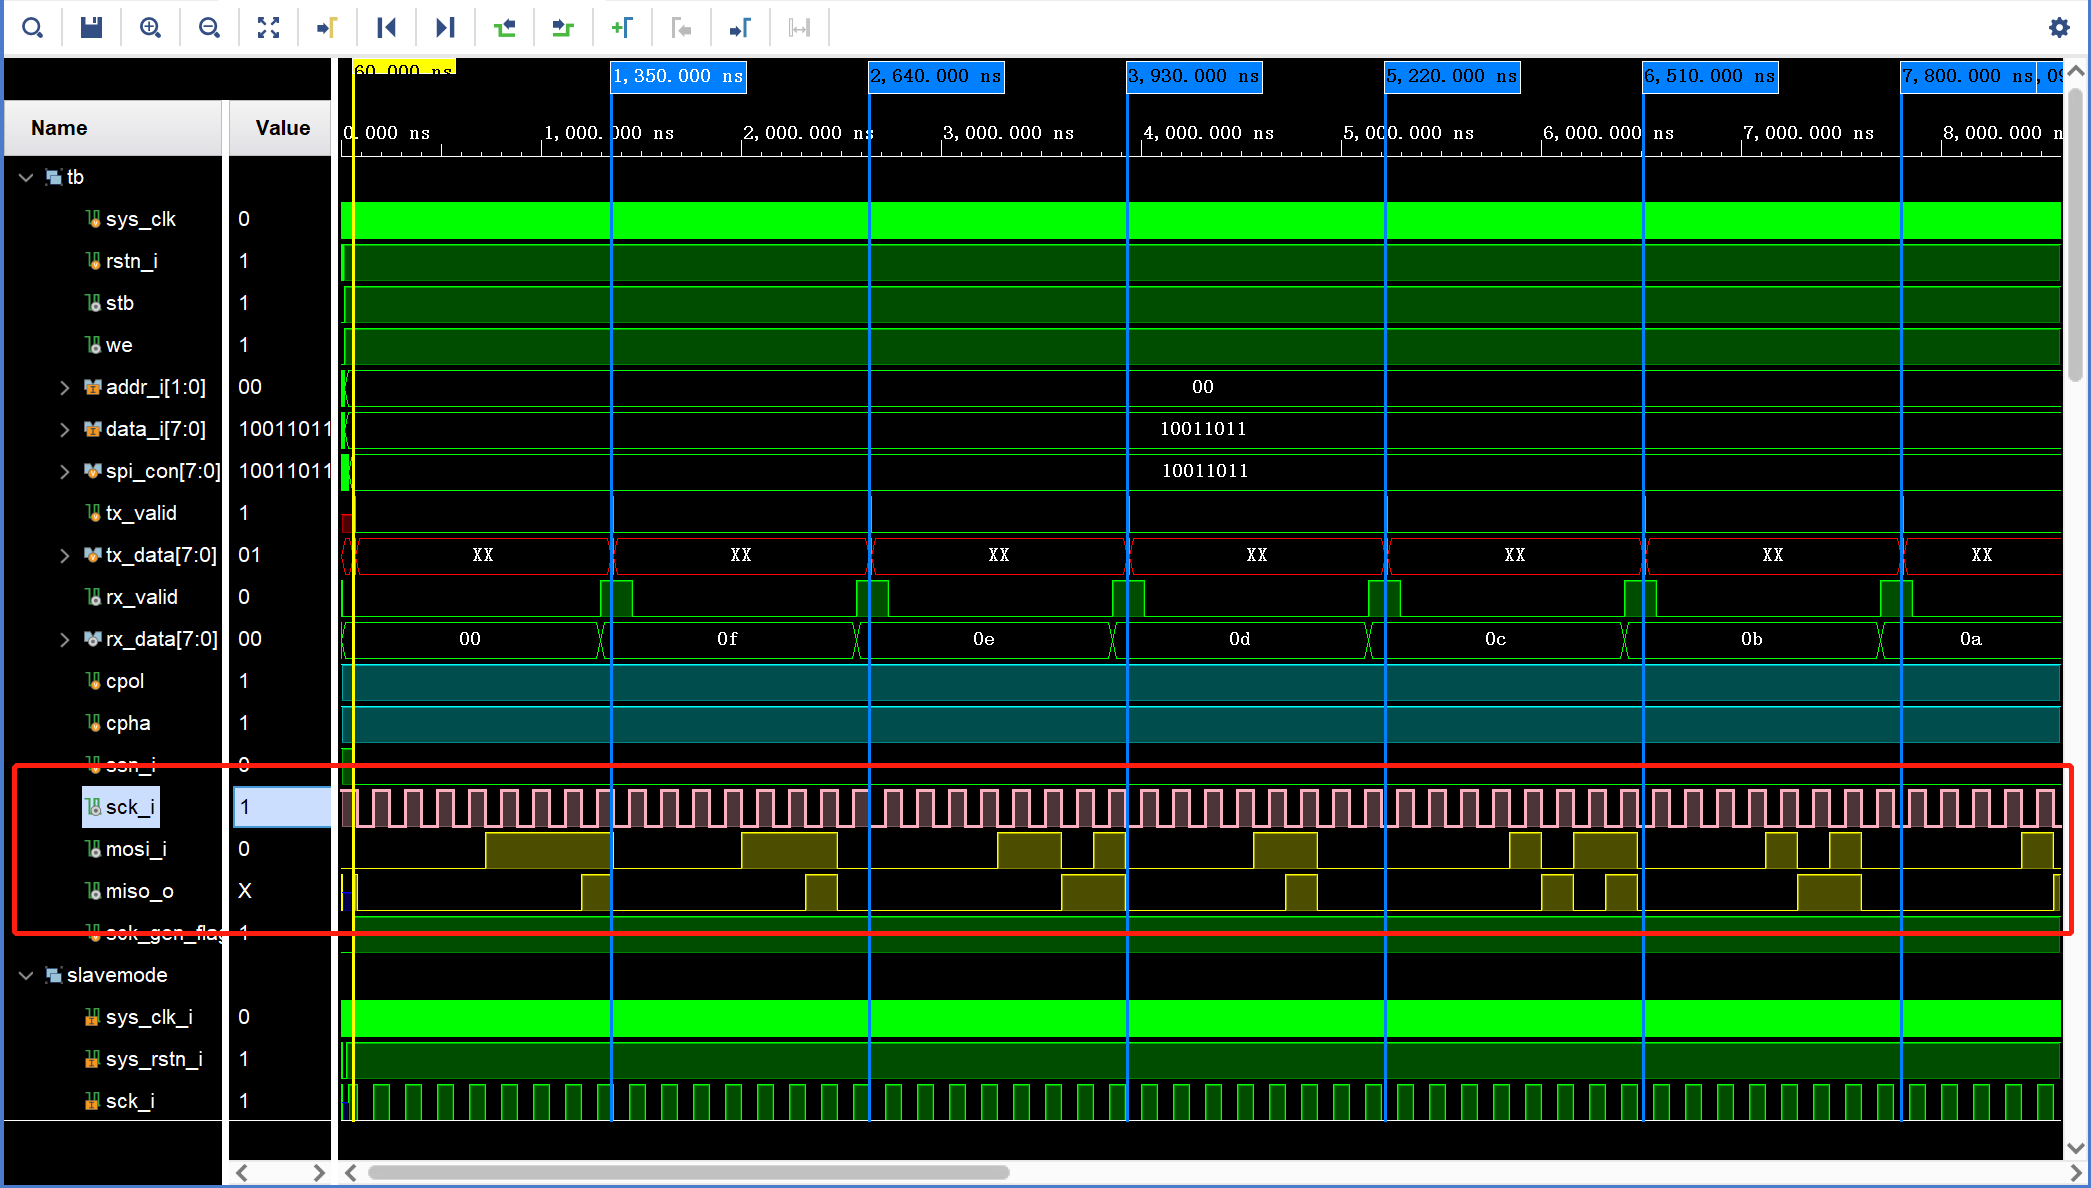 60.000 ns
1,350.000 ns 2,640.000 ns 3,930.000 ns 5,220.000 ns 6,510.000 ns 7,800.000 ns
Name Value
0.000 ns 1,000.000 ns 2,000.000 ns 3,000.000 ns 4,000.000 ns 5,000.000 ns 6,000.000 ns 7,000.000 ns 8,000.000 n
tb
sys_clk 0
rstn_i 1
stb 1
we 1
addr_i[1:0] 00 00
data_i[7:0] 10011011 10011011
spi_con[7:0] 10011011 10011011
tx_valid 1
tx_data[7:0] 01 XX XX XX XX XX XX XX
rx_valid 0
rx_data[7:0] 00 00 0f 0e 0d 0c 0b 0a
cpol 1
cpha 1
ssn_i 0
sck_i 1
mosi_i 0
miso_o X
sck_gen_flag 1
slavemode
sys_clk_i 0
sys_rstn_i 1
sck_i 1